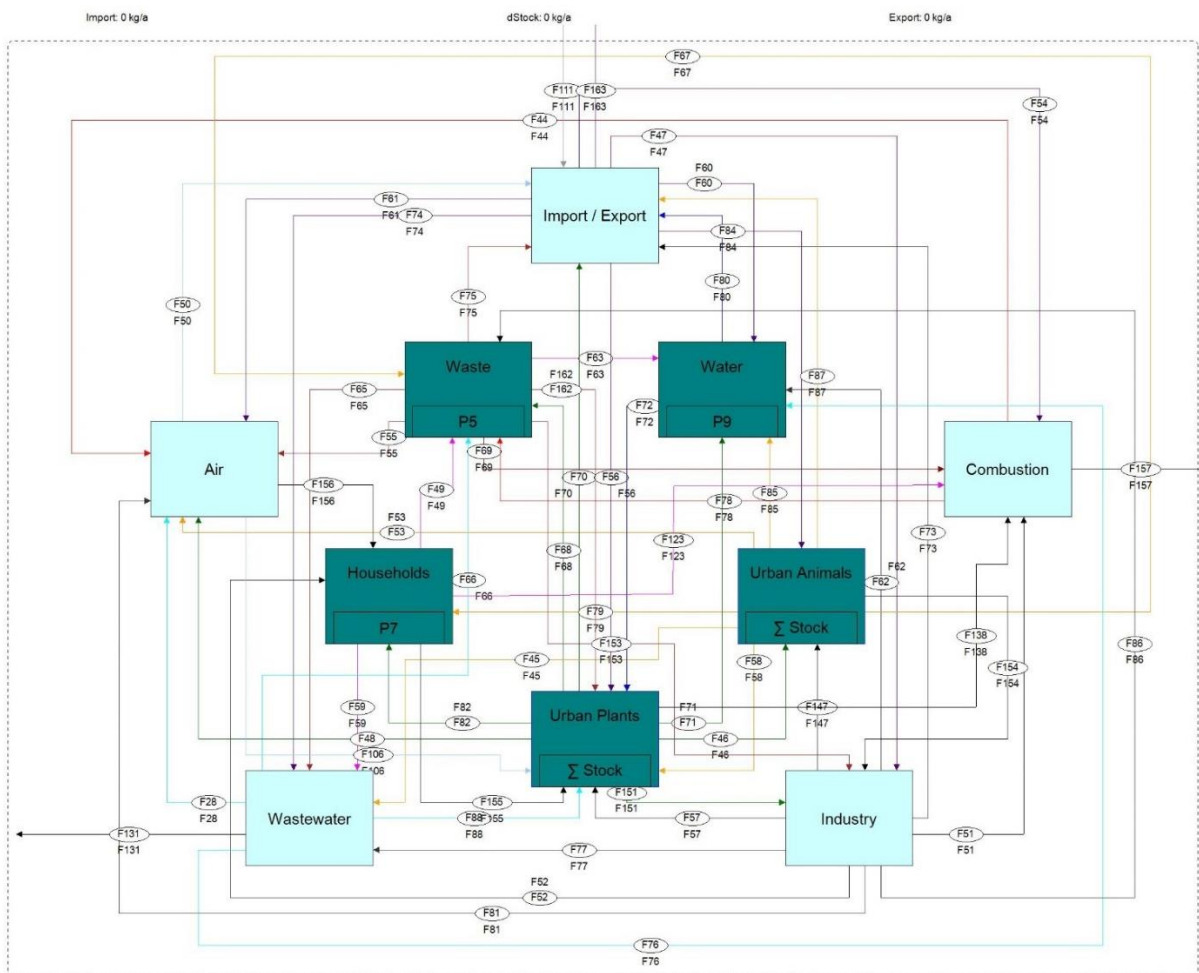 Import: 0 kg/a
dStock: 0 kg/a
Export: 0 kg/a
F67
F67
F111
F111
F163
F163
F54
F54
F44
F44
F47
F47
F60
F60
Import / Export
F61
F61
F74
F74
F84
F84
F80
F80
F75
F75
F50
F50
Waste
P5
F63
F63
Water
P9
F162
F162
F87
F87
F65
F65
F72
F72
F55
F55
F69
F69
Air
Combustion
F157
F157
F156
F156
F49
F49
F70
F70
F56
F56
F78
F78
F85
F85
F73
F73
F53
F53
F123
F123
Households
P7
F66
F66
F68
F68
Urban Animals
∑ Stock
F62
F62
F79
F79
F153
F153
F138
F138
F86
F86
F45
F45
F58
F58
F154
F154
F59
F59
F82
F82
Urban Plants
∑ Stock
F71
F71
F147
F147
F48
F48
F46
F46
F106
F106
F28
F28
Wastewater
F155
F155
F88
F88
F151
F151
F57
F57
Industry
F131
F131
F51
F51
F77
F77
F52
F52
F81
F81
F76
F76